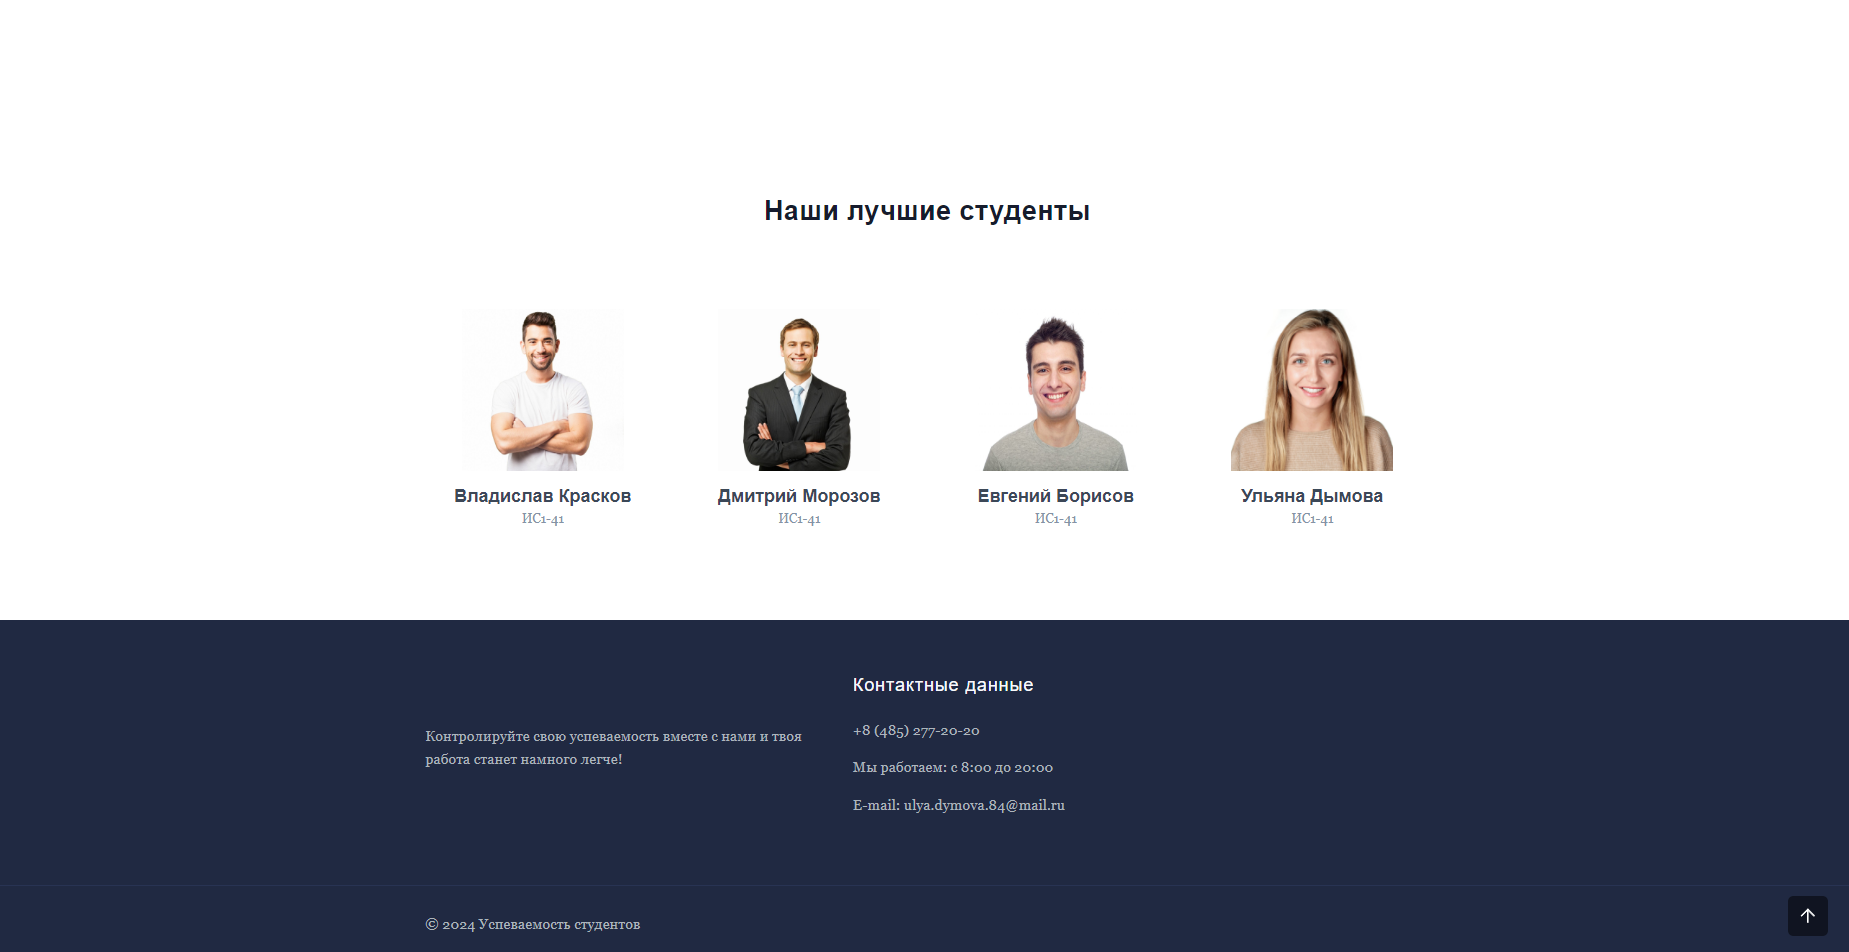 Наши лучшие студенты
Владислав Красков
ИС1-41
Дмитрий Морозов
ИС1-41
Евгений Борисов
ИС1-41
Ульяна Дымова
ИС1-41
Контролируйте свою успеваемость вместе с нами и твоя
работа станет намного легче!
Контактные данные
+8 (485) 277-20-20
Мы работаем: с 8:00 до 20:00
E-mail: ulya.dymova.84@mail.ru
© 2024 Успеваемость студентов